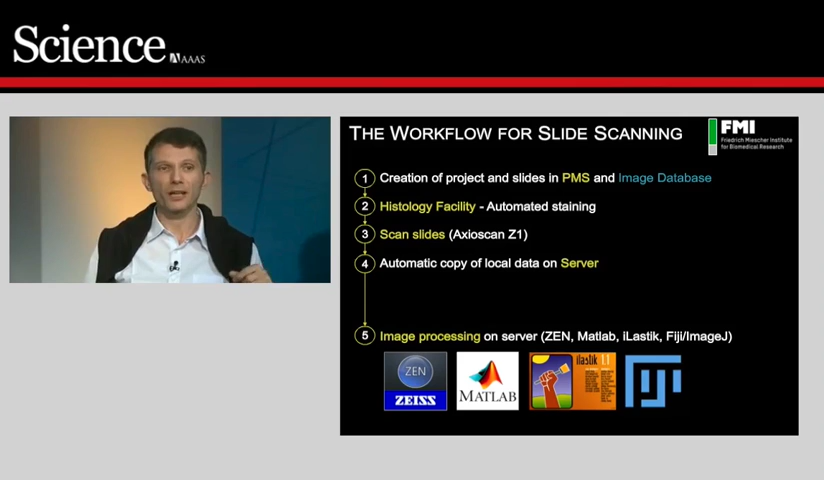 Science
AAAS
THE WORKFLOW FOR SLIDE SCANNING
FMI
Friedrich Miescher Institute
for Biomedical Research
1 Creation of project and slides in PMS and Image Database
2 Histology Facility - Automated staining
3 Scan slides (Axioscan Z1)
4 Automatic copy of local data on Server
5 Image processing on server (ZEN, Matlab, iLastik, Fiji/ImageJ)
ZEN
ZEISS
MATLAB
ilastik
1.1